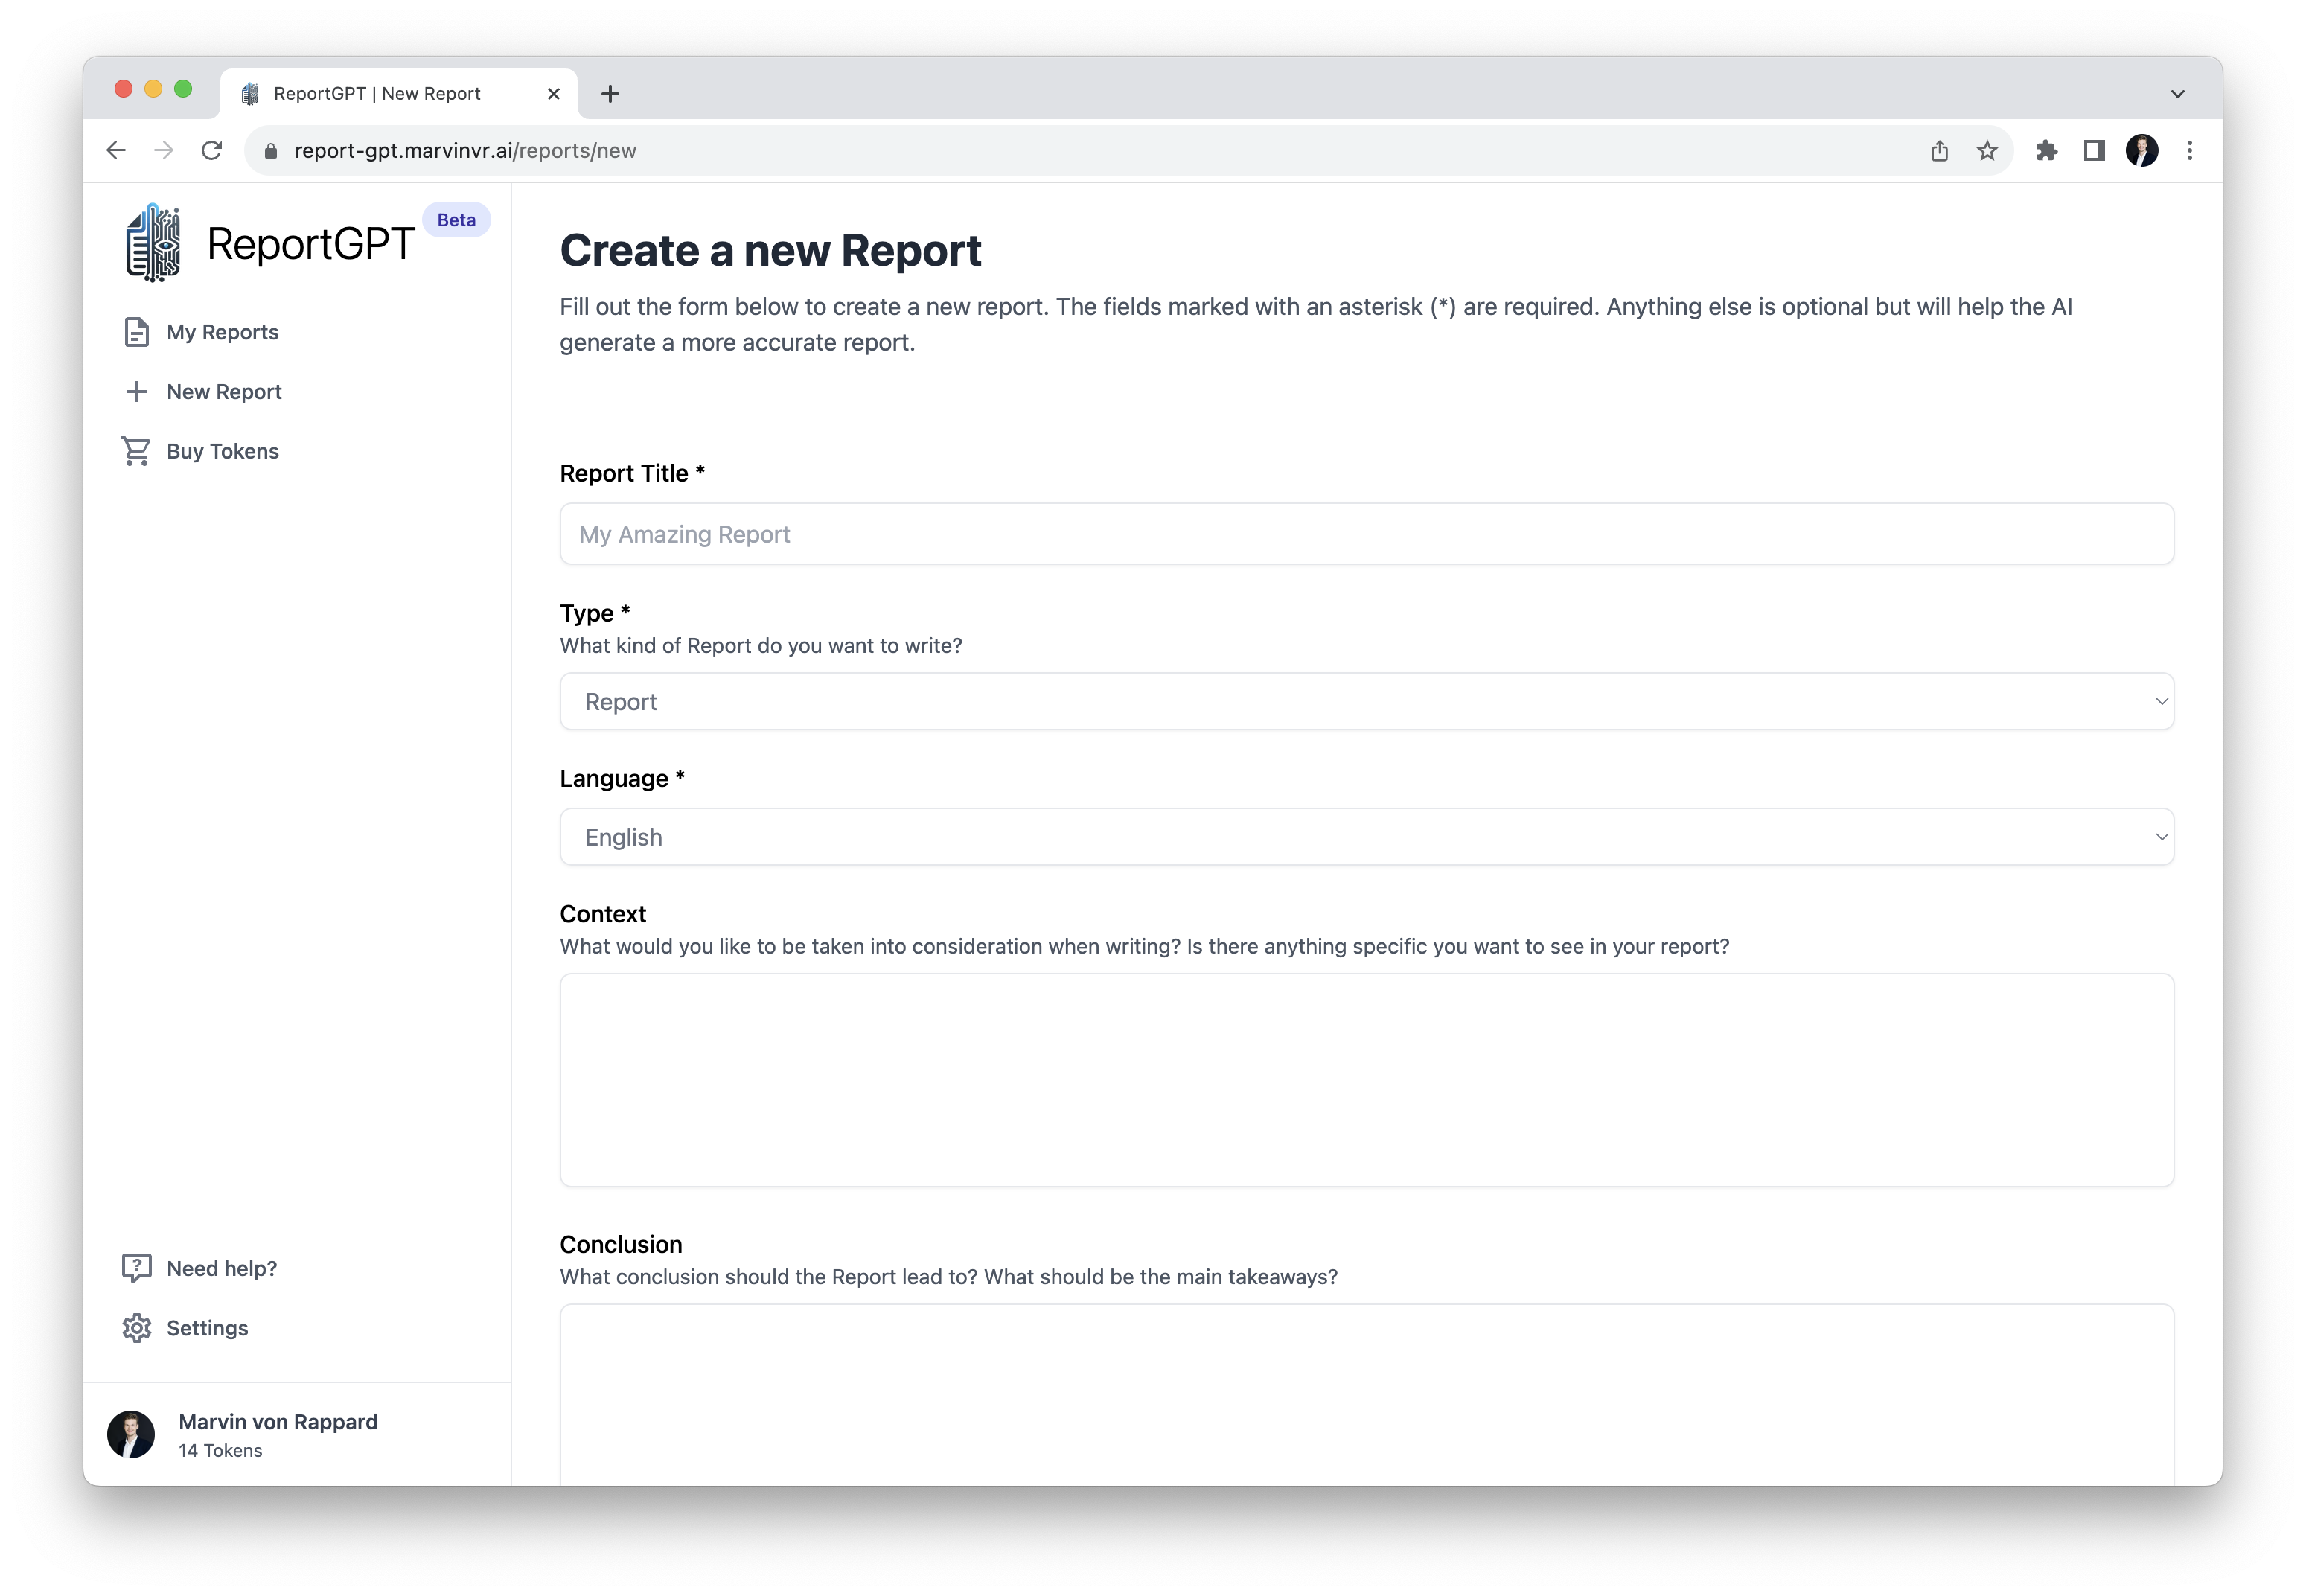 ReportGPT | New Report
report-gpt.marvinvr.ai/reports/new
ReportGPT
Beta
My Reports
New Report
Buy Tokens
Need help?
Settings
Marvin von Rappard
14 Tokens
Create a new Report
Fill out the form below to create a new report. The fields marked with an asterisk (*) are required. Anything else is optional but will help the AI
generate a more accurate report.
Report Title *
My Amazing Report
Type *
What kind of Report do you want to write?
Report
Language *
English
Context
What would you like to be taken into consideration when writing? Is there anything specific you want to see in your report?
Conclusion
What conclusion should the Report lead to? What should be the main takeaways?